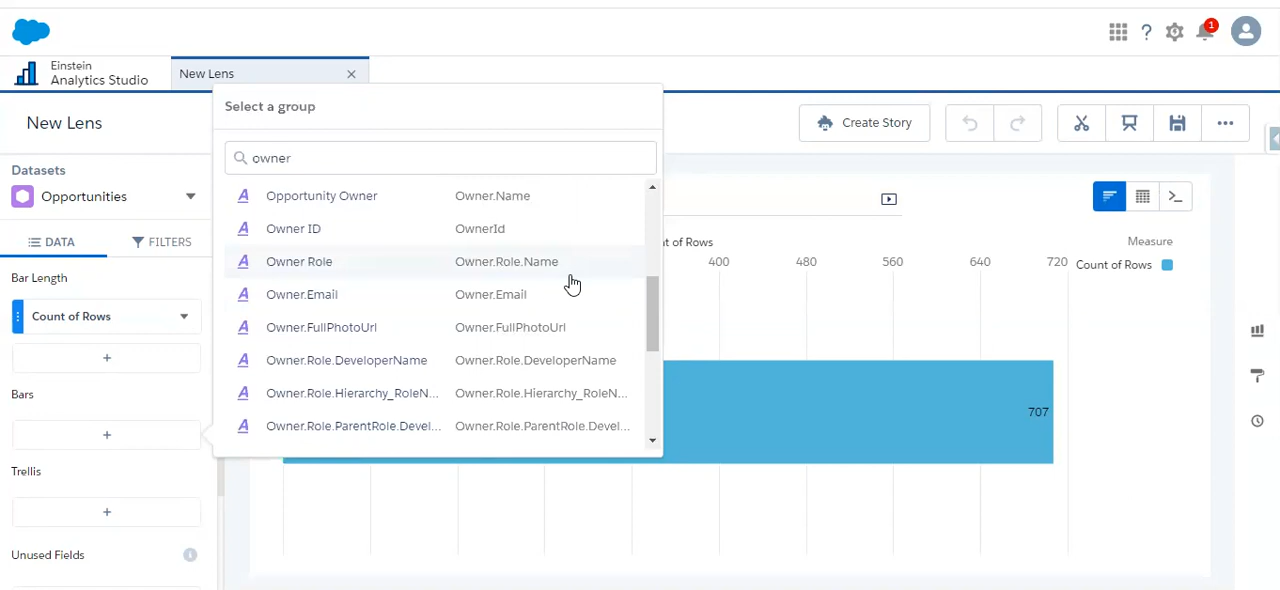 1
Einstein
Analytics Studio
New Lens
New Lens
Create Story
Datasets
Opportunities
DATA
FILTERS
Bar Length
Count of Rows
Bars
Trellis
Unused Fields
Select a group
owner
Opportunity Owner Owner.Name
Owner ID OwnerId
Owner Role Owner.Role.Name
Owner.Email Owner.Email
Owner.FullPhotoUrl Owner.FullPhotoUrl
Owner.Role.DeveloperName Owner.Role.DeveloperName
Owner.Role.Hierarchy_RoleN... Owner.Role.Hierarchy_RoleN...
Owner.Role.ParentRole.Devel... Owner.Role.ParentRole.Devel...
nt of Rows
400 480 560 640 720
707
Measure
Count of Rows